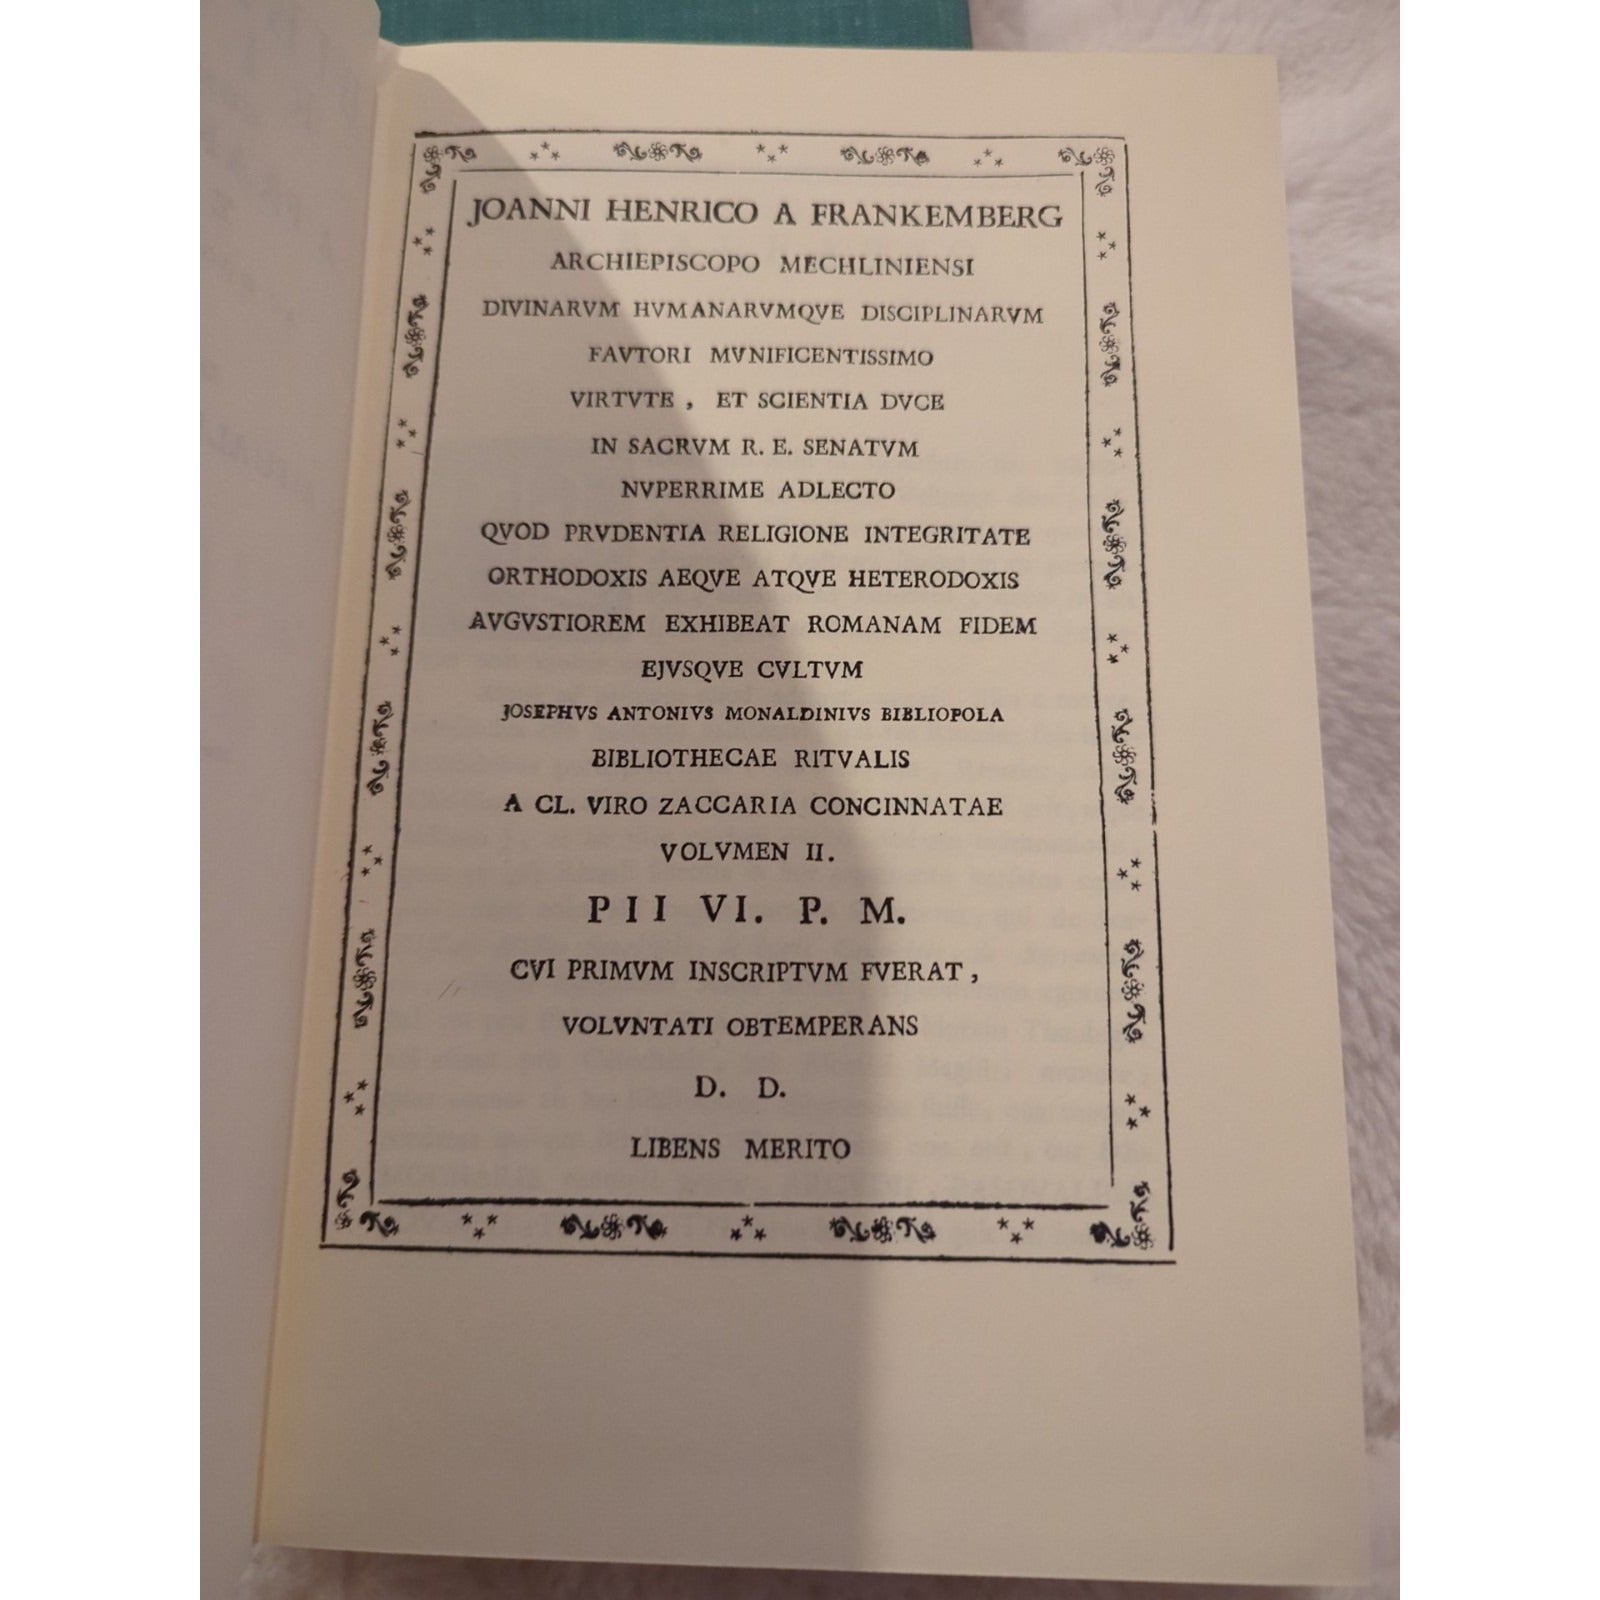 JOANNI HENRICO A FRANKEMBERG
ARCHIEPISCOPO MECHLINIENSI
DIVINARVM HVMANARVMQVE DISCIPLINARVM
FAVTORI MVNIFICENTISSIMO
VIRTVTE , ET SCIENTIA DVCE
IN SACRVM R. E. SENATVM
NVPERRIME ADLECTO
QVOD PRVDENTIA RELIGIONE INTEGRITATE
ORTHODOXIS AEQVE ATQVE HETERODOXIS
AVGVSTIOREM EXHIBEAT ROMANAM FIDEM
EJVSQVE CVLTVM
JOSEPHVS ANTONIVS MONALDINIVS BIBLIOPOLA
BIBLIOTHECAE RITVALIS
A CL. VIRO ZACCARIA CONCINNATAE
VOLVMEN II.
PII VI. P. M.
CVI PRIMVM INSCRIPTVM FVERAT ,
VOLVNTATI OBTEMPERANS
D. D.
LIBENS MERITO